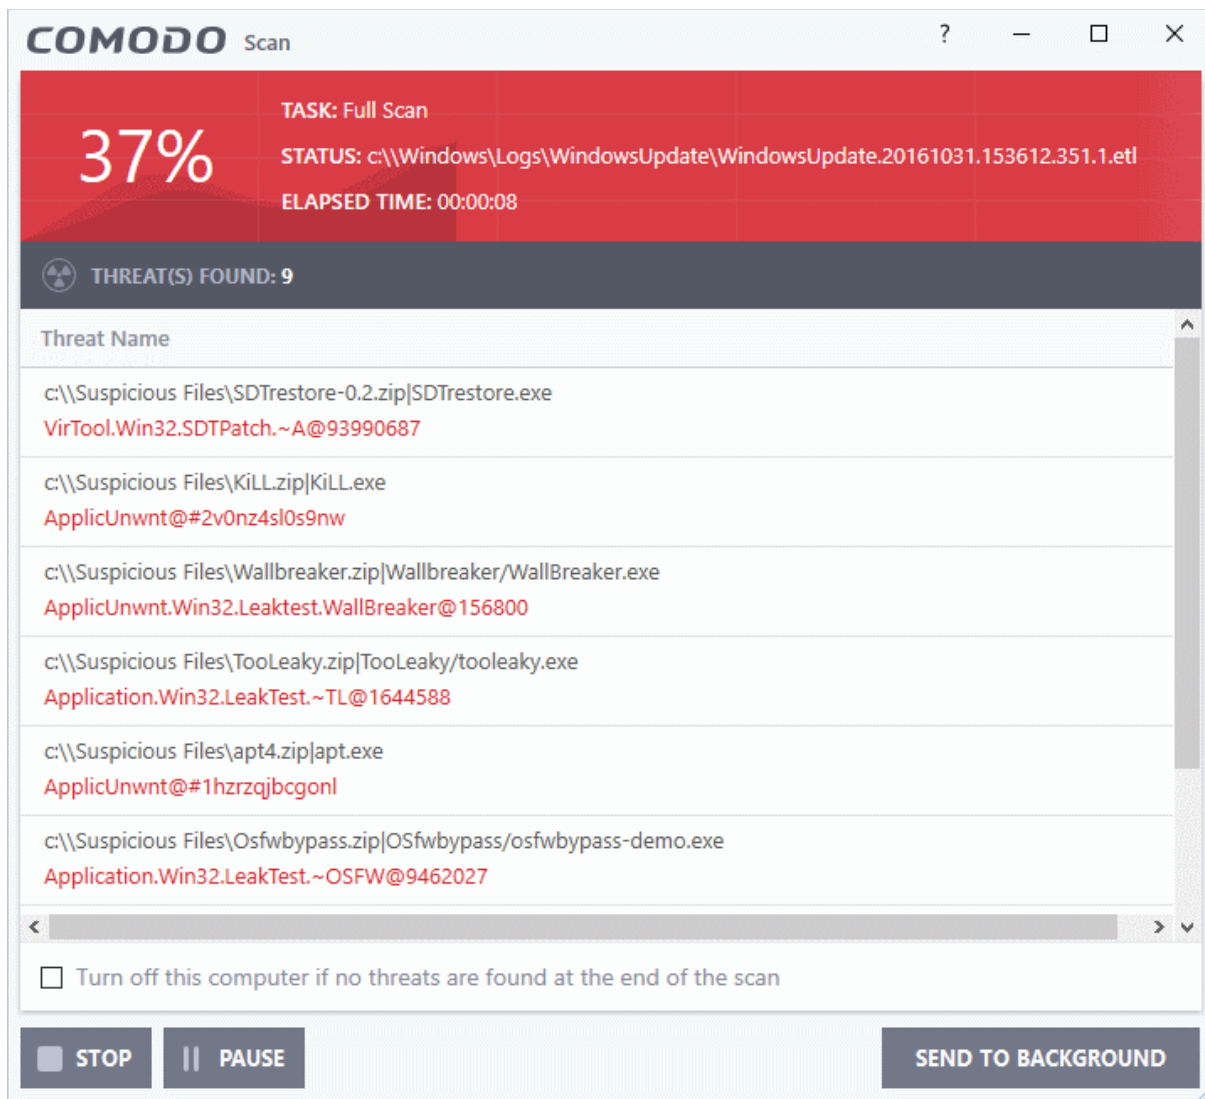 COMODO Scan ?
37%
TASK: Full Scan
STATUS: c:\\Windows\Logs\WindowsUpdate\WindowsUpdate.20161031.153612.351.1.etl
ELAPSED TIME: 00:00:08
THREAT(S) FOUND: 9
Threat Name
c:\\Suspicious Files\SDTrestore-0.2.zip|SDTrestore.exe
VirTool.Win32.SDTPatch.~A@93990687
c:\\Suspicious Files\KiLL.zip|KiLL.exe
ApplicUnwnt@#2v0nz4sl0s9nw
c:\\Suspicious Files\Wallbreaker.zip|Wallbreaker/WallBreaker.exe
ApplicUnwnt.Win32.Leaktest.WallBreaker@156800
c:\\Suspicious Files\TooLeaky.zip|TooLeaky/tooleaky.exe
Application.Win32.LeakTest.~TL@1644588
c:\\Suspicious Files\apt4.zip|apt.exe
ApplicUnwnt@#1hzrzqjbcgonl
c:\\Suspicious Files\Osfwbypass.zip|OSfwbypass/osfwbypass-demo.exe
Application.Win32.LeakTest.~OSFW@9462027
Turn off this computer if no threats are found at the end of the scan
STOP PAUSE SEND TO BACKGROUND